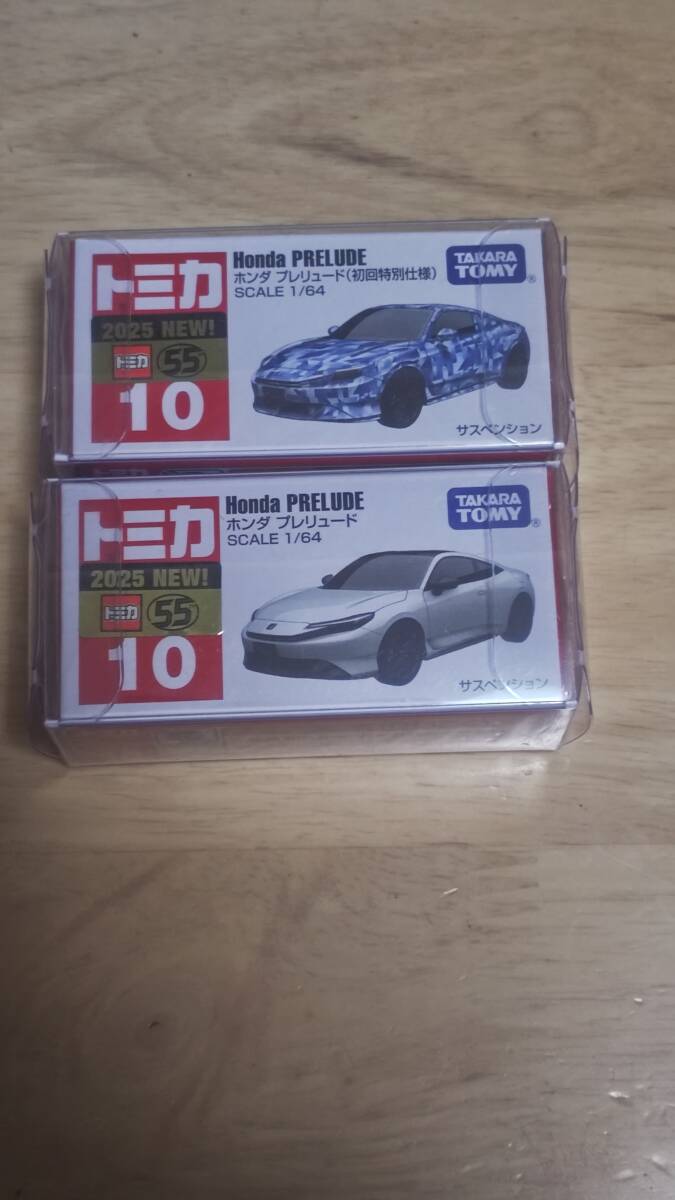 トミカ
2025 NEW!
トミカ 55
10
Honda PRELUDE
ホンダ プレリュード(初回特別仕様)
SCALE 1/64
TAKARA
TOMY®
サスペンション
トミカ
2025 NEW!
トミカ 55
10
Honda PRELUDE
ホンダ プレリュード
SCALE 1/64
TAKARA
TOMY®
サスペンション